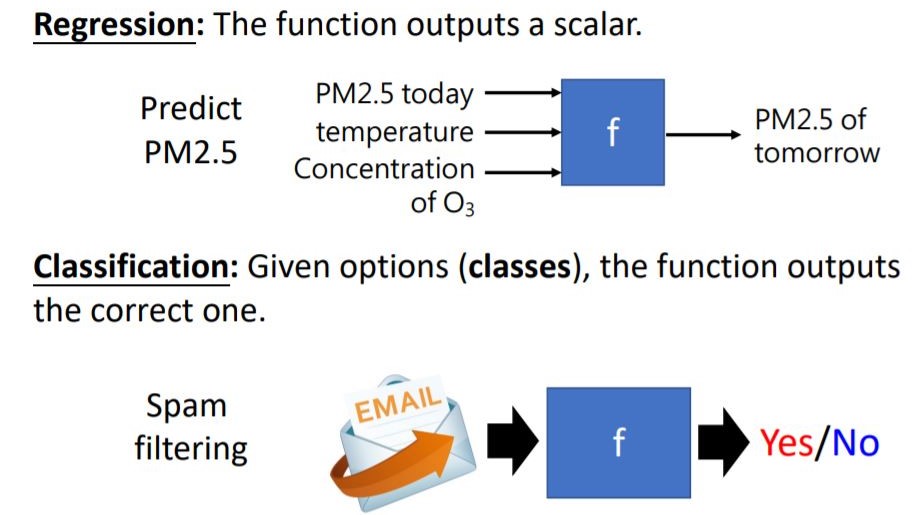 Regression: The function outputs a scalar.
Predict
PM2.5
PM2.5 today
temperature
Concentration
of O₃
f
PM2.5 of
tomorrow
Classification: Given options (classes), the function outputs
the correct one.
Spam
filtering
EMAIL
f
Yes/No